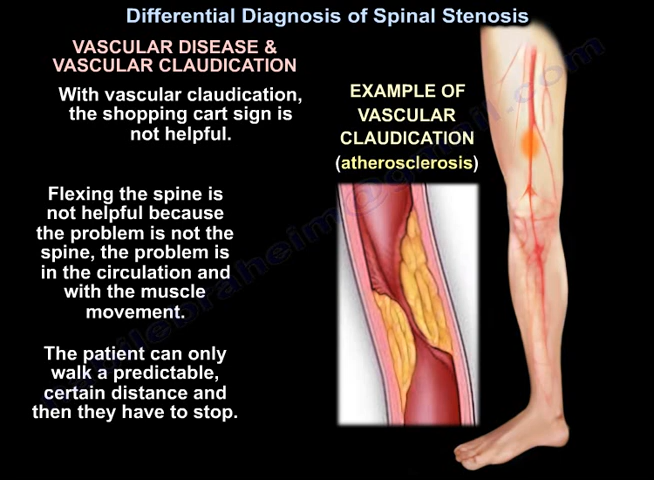 Differential Diagnosis of Spinal Stenosis
VASCULAR DISEASE &
VASCULAR CLAUDICATION
With vascular claudication,
the shopping cart sign is
not helpful.
Flexing the spine is
not helpful because
the problem is not the
spine, the problem is
in the circulation and
with the muscle
movement.
The patient can only
walk a predictable,
certain distance and
then they have to stop.
EXAMPLE OF
VASCULAR
CLAUDICATION
(atherosclerosis)